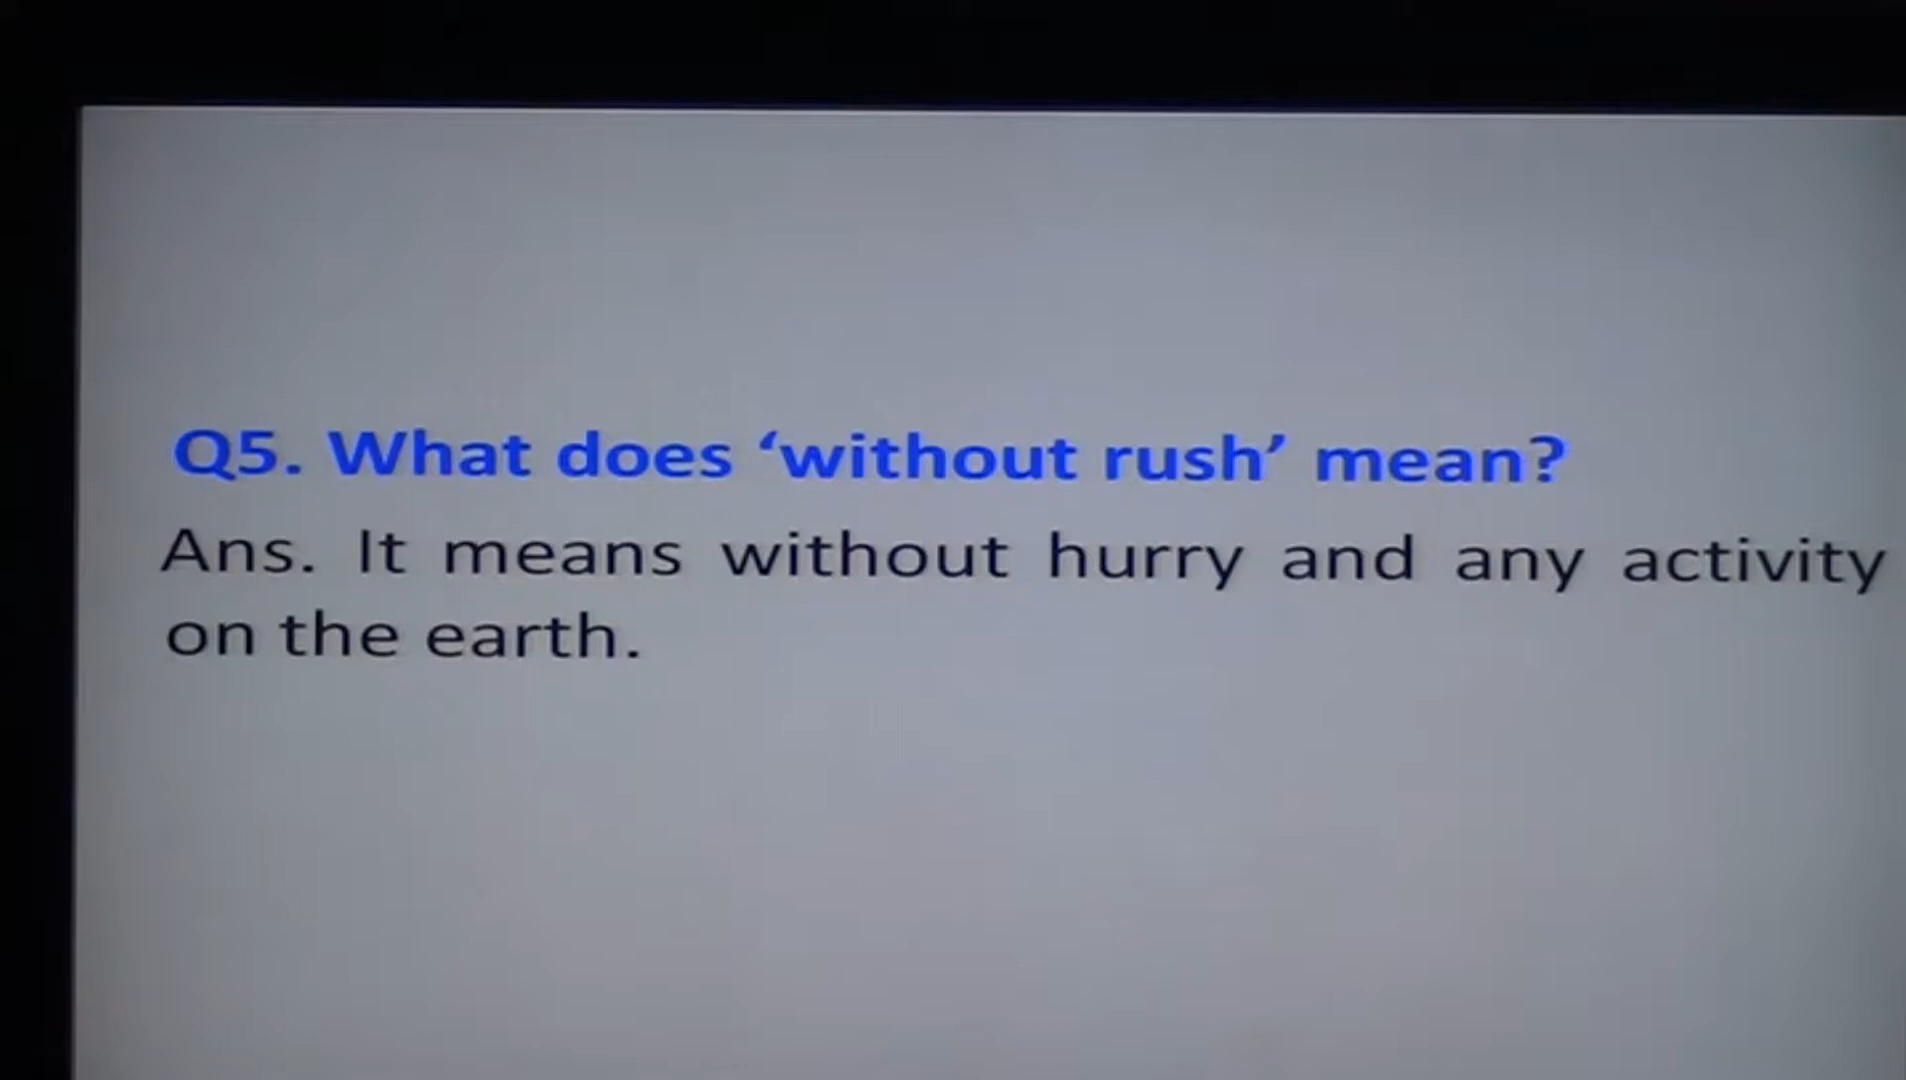 Q5. What does ‘without rush’ mean?
Ans. It means without hurry and any activity
on the earth.